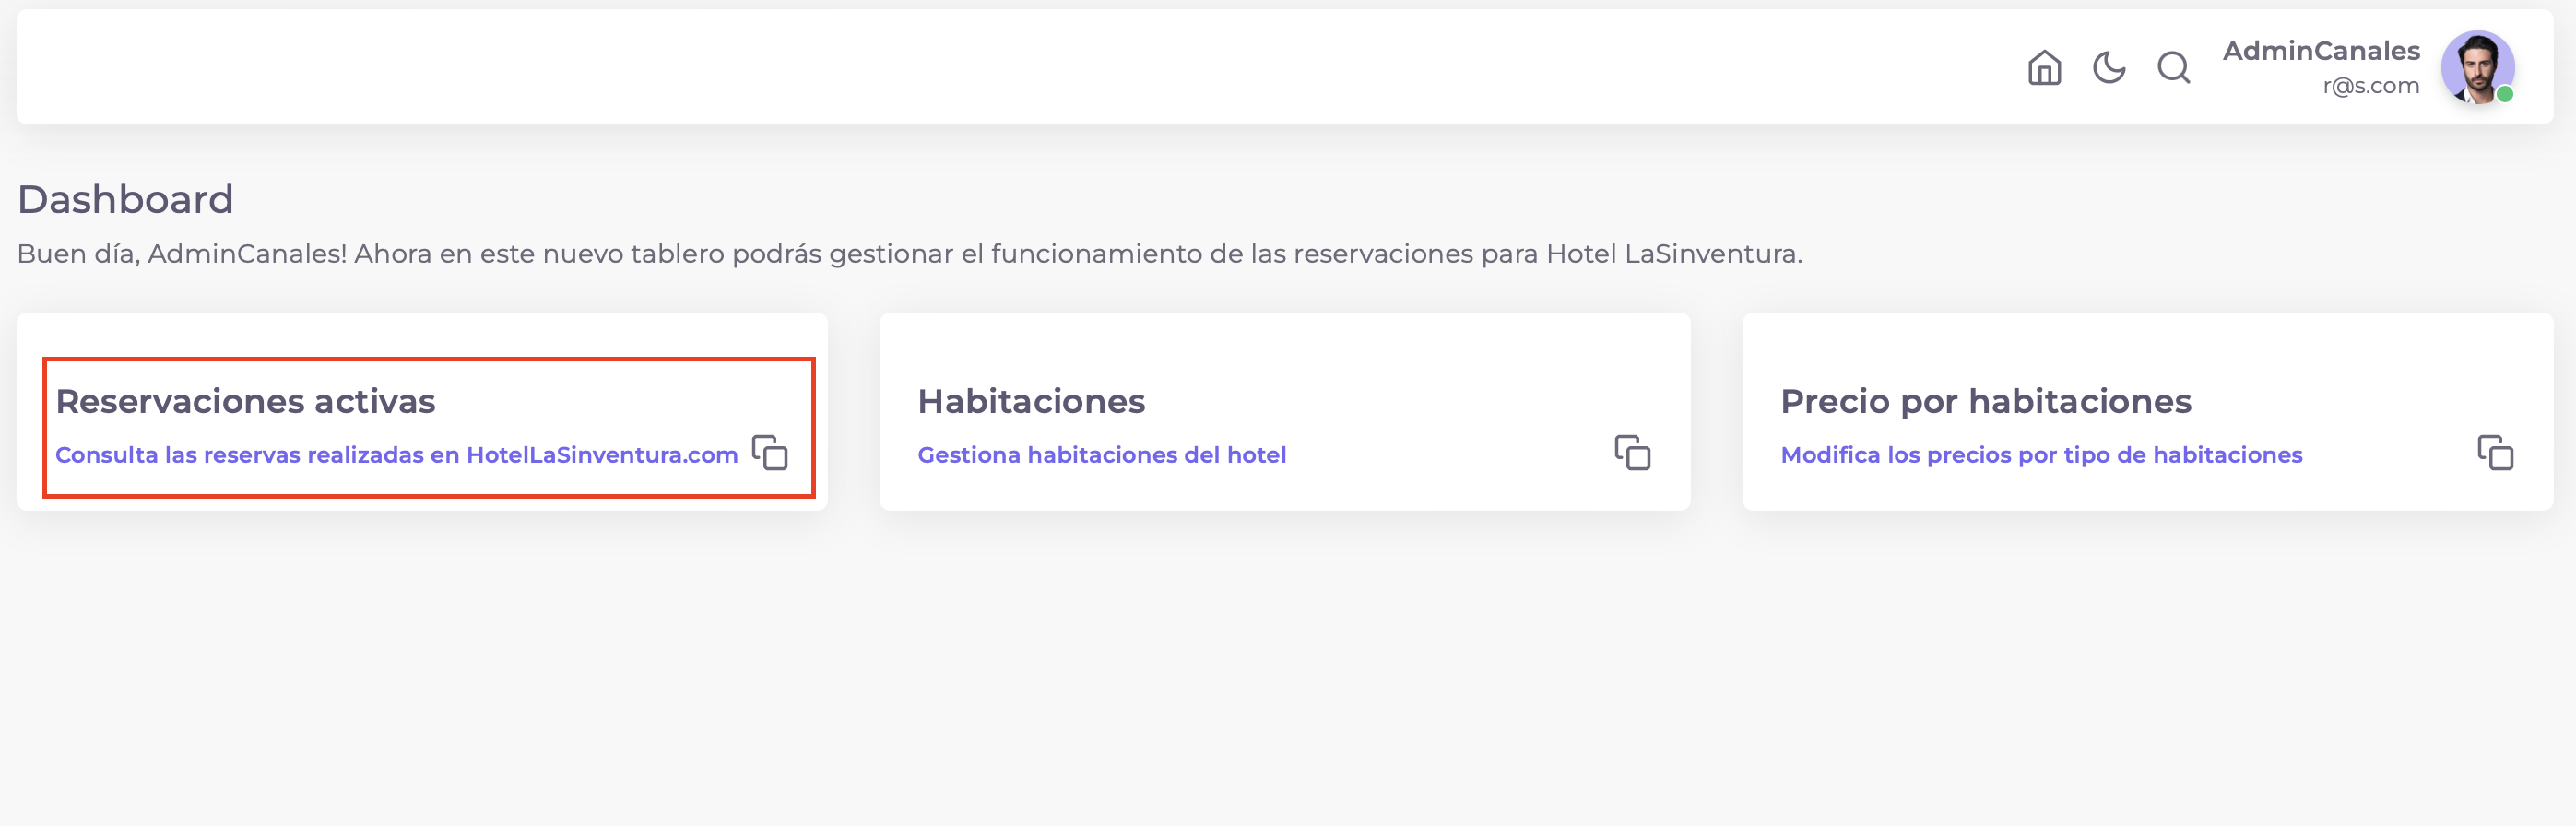 AdminCanales
r@s.com
Dashboard
Buen día, AdminCanales! Ahora en este nuevo tablero podrás gestionar el funcionamiento de las reservaciones para Hotel LaSinventura.
Reservaciones activas
Consulta las reservas realizadas en HotelLaSinventura.com
Habitaciones
Gestiona habitaciones del hotel
Precio por habitaciones
Modifica los precios por tipo de habitaciones